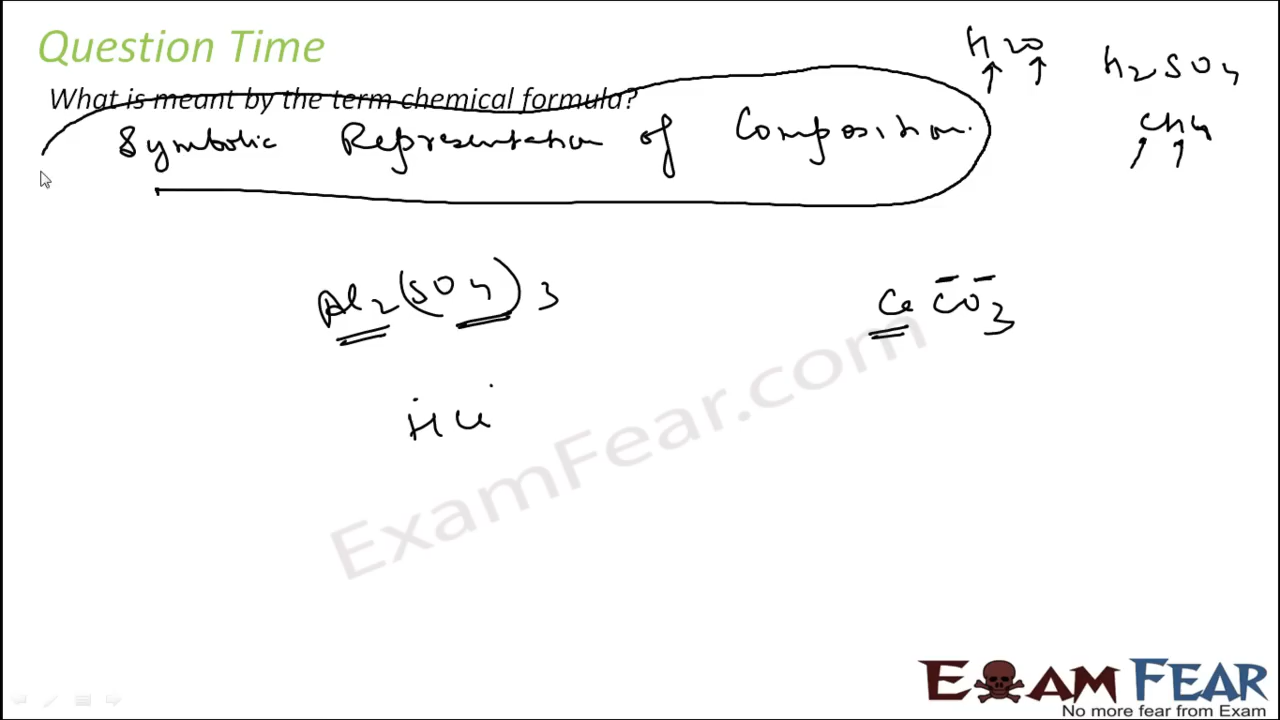 Question Time
H2O
H2SO4
What is meant by the term chemical formula?
CH4
Symbolic Representation of Composition.
Al2(SO4)3
CaCO3
HCl
ExamFear.com
EXAM FEAR
No more fear from Exam